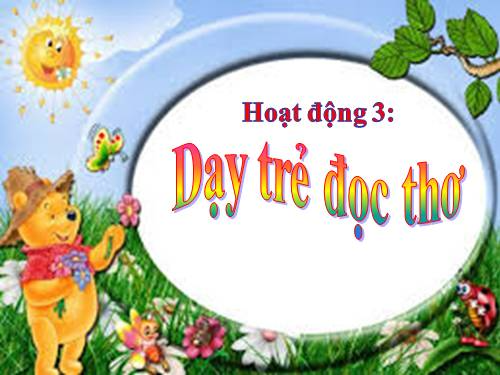 Hoạt động 3:
Dạy trẻ đọc thơ